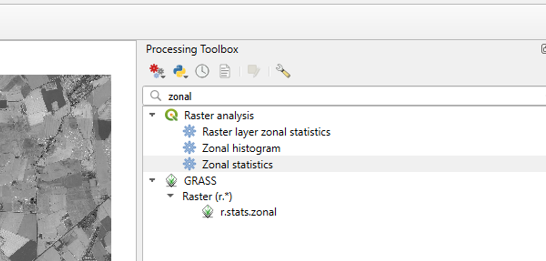 Processing Toolbox
zonal
Raster analysis
Raster layer zonal statistics
Zonal histogram
Zonal statistics
GRASS
Raster (r.*)
r.stats.zonal